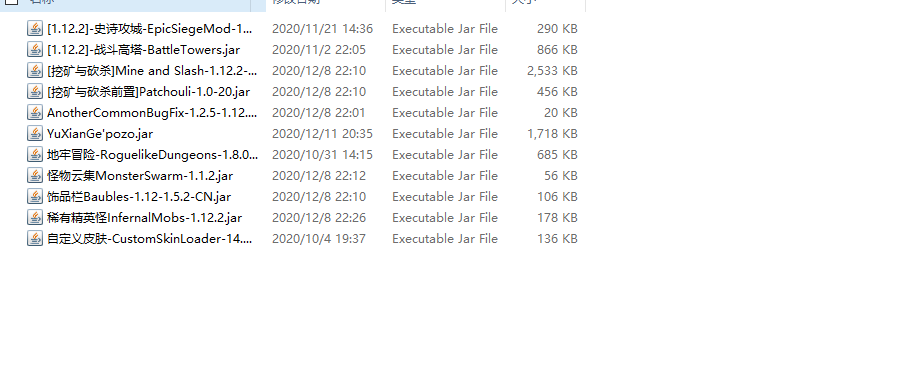 名称 修改日期 类型 大小
[1.12.2]-史诗攻城-EpicSiegeMod-1... 2020/11/21 14:36 Executable Jar File 290 KB
[1.12.2]-战斗高塔-BattleTowers.jar 2020/11/2 22:05 Executable Jar File 866 KB
[挖矿与砍杀]Mine and Slash-1.12.2-... 2020/12/8 22:10 Executable Jar File 2,533 KB
[挖矿与砍杀前置]Patchouli-1.0-20.jar 2020/12/8 22:10 Executable Jar File 456 KB
AnotherCommonBugFix-1.2.5-1.12.... 2020/12/8 22:01 Executable Jar File 20 KB
YuXianGe'pozo.jar 2020/12/11 20:35 Executable Jar File 1,718 KB
地牢冒险-RoguelikeDungeons-1.8.0... 2020/10/31 14:15 Executable Jar File 685 KB
怪物云集MonsterSwarm-1.1.2.jar 2020/12/8 22:12 Executable Jar File 56 KB
饰品栏Baubles-1.12-1.5.2-CN.jar 2020/12/8 22:10 Executable Jar File 106 KB
稀有精英怪InfernalMobs-1.12.2.jar 2020/12/8 22:26 Executable Jar File 178 KB
自定义皮肤-CustomSkinLoader-14.... 2020/10/4 19:37 Executable Jar File 136 KB